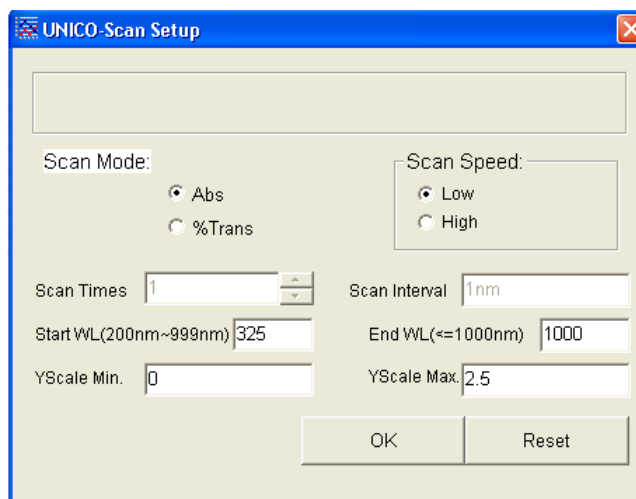 UNICO-Scan Setup
Scan Mode: Scan Speed:
Abs Low
%Trans High
Scan Times 1 Scan Interval 1nm
Start WL(200nm~999nm) 325 End WL(<=1000nm) 1000
YScale Min. 0 YScale Max. 2.5
OK Reset